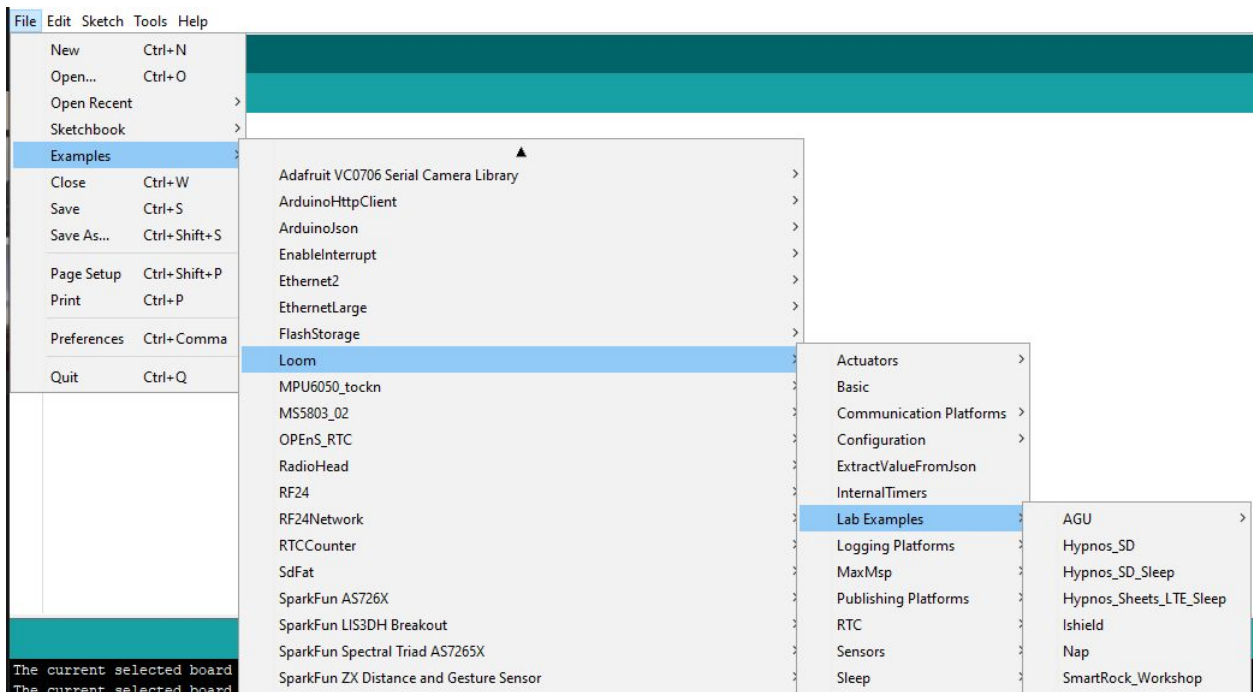 File Edit Sketch Tools Help
New Ctrl+N
Open... Ctrl+O
Open Recent
Sketchbook
Examples
Close Ctrl+W
Save Ctrl+S
Save As... Ctrl+Shift+S
Page Setup Ctrl+Shift+P
Print Ctrl+P
Preferences Ctrl+Comma
Quit Ctrl+Q
Adafruit VC0706 Serial Camera Library
ArduinoHttpClient
ArduinoJson
EnableInterrupt
Ethernet2
EthernetLarge
FlashStorage
Loom
MPU6050_tockn
MS5803_02
OPEnS_RTC
RadioHead
RF24
RF24Network
RTCCounter
SdFat
SparkFun AS726X
SparkFun LIS3DH Breakout
SparkFun Spectral Triad AS7265X
SparkFun ZX Distance and Gesture Sensor
Actuators
Basic
Communication Platforms
Configuration
ExtractValueFromJson
InternalTimers
Lab Examples
Logging Platforms
MaxMsp
Publishing Platforms
RTC
Sensors
Sleep
AGU
Hypnos_SD
Hypnos_SD_Sleep
Hypnos_Sheets_LTE_Sleep
Ishield
Nap
SmartRock_Workshop
The current selected board
The current selected board